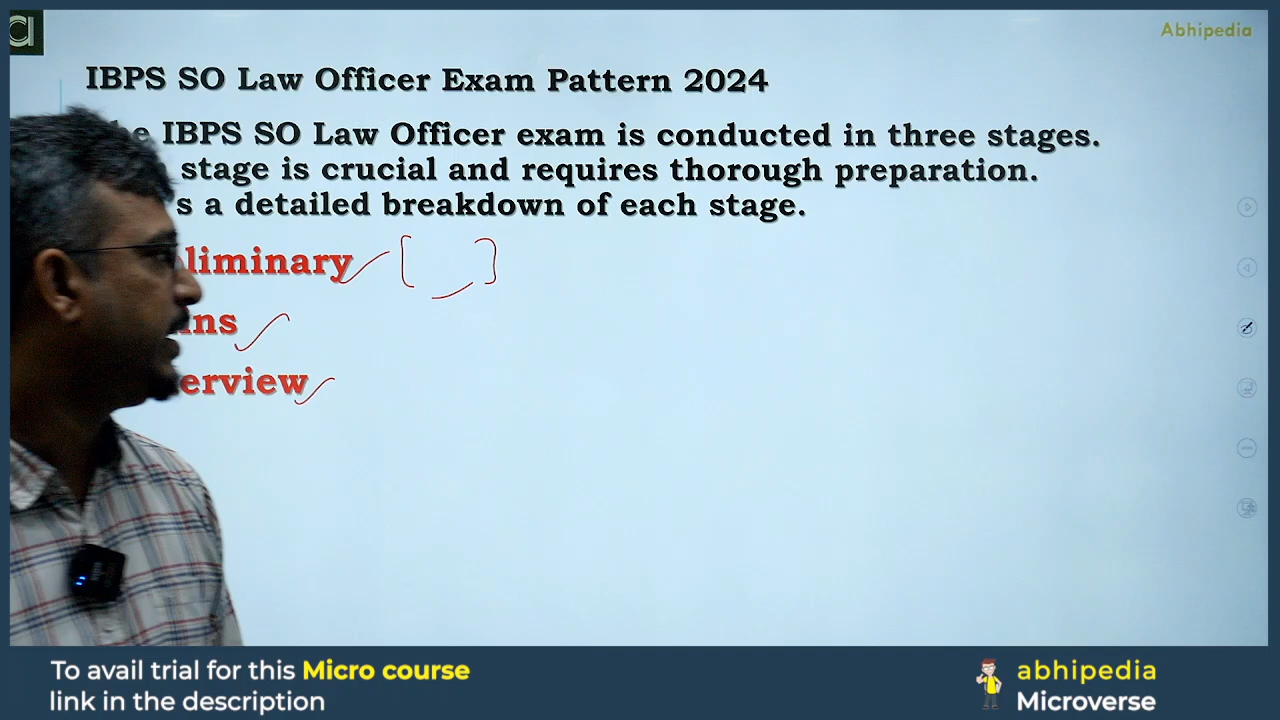 Abhipedia
IBPS SO Law Officer Exam Pattern 2024
IBPS SO Law Officer exam is conducted in three stages.
stage is crucial and requires thorough preparation.
a detailed breakdown of each stage.
liminary
ins
erview
To avail trial for this Micro course
link in the description
abhipedia
Microverse